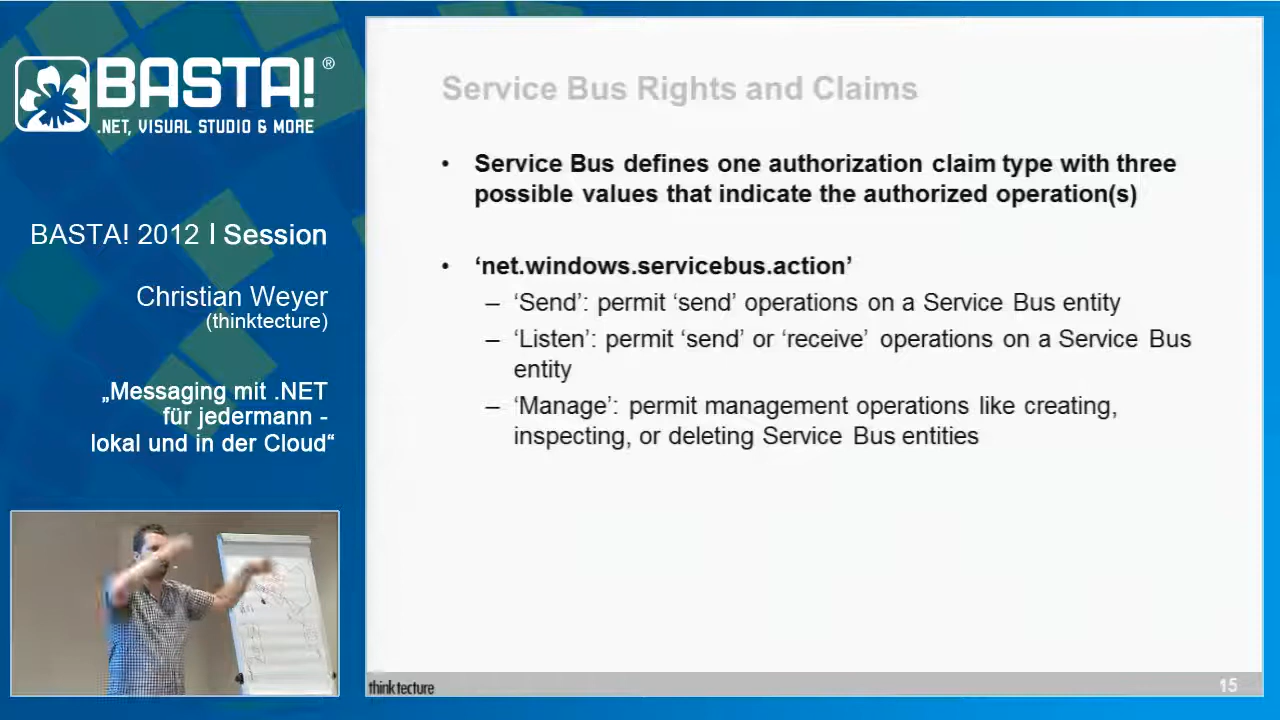 BASTA!®
.NET, VISUAL STUDIO & MORE
BASTA! 2012 | Session
Christian Weyer
(thinktecture)
„Messaging mit .NET
für jedermann -
lokal und in der Cloud“
Service Bus Rights and Claims
• Service Bus defines one authorization claim type with three
possible values that indicate the authorized operation(s)
• ‘net.windows.servicebus.action’
– ‘Send’: permit ‘send’ operations on a Service Bus entity
– ‘Listen’: permit ‘send’ or ‘receive’ operations on a Service Bus
entity
– ‘Manage’: permit management operations like creating,
inspecting, or deleting Service Bus entities
thinktecture
15